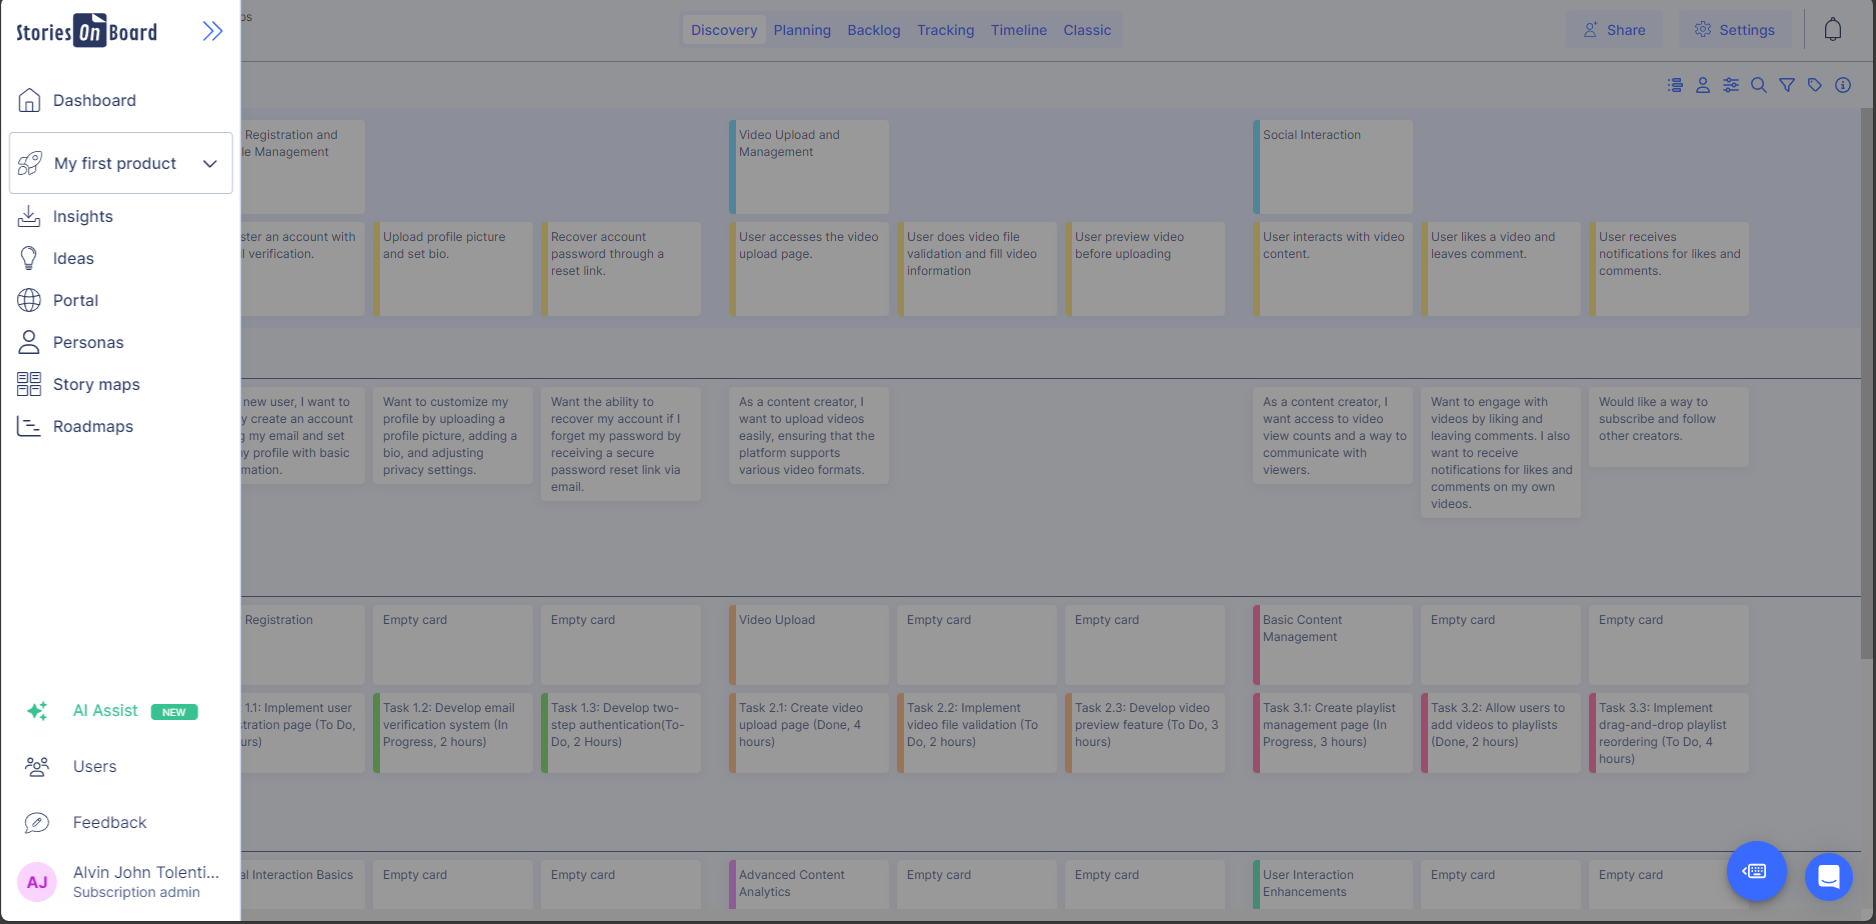 StoriesOnBoard
Dashboard
My first product
Insights
Ideas
Portal
Personas
Story maps
Roadmaps
AI Assist NEW
Users
Feedback
AJ
Alvin John Tolenti...
Subscription admin
Discovery Planning Backlog Tracking Timeline Classic
Share
Settings
Registration and
Management
Video Upload and
Management
Social Interaction
an account with
verification.
Upload profile picture
and set bio.
Recover account
password through a
reset link.
User accesses the video
upload page.
User does video file
validation and fill video
information
User preview video
before uploading
User interacts with video
content.
User likes a video and
leaves comment.
User receives
notifications for likes and
comments.
new user, I want to
create an account
my email and set
profile with basic
Want to customize my
profile by uploading a
profile picture, adding a
bio, and adjusting
privacy settings.
Want the ability to
recover my account if I
forget my password by
receiving a secure
password reset link via
email.
As a content creator, I
want to upload videos
easily, ensuring that the
platform supports
various video formats.
As a content creator, I
want access to video
view counts and a way to
communicate with
viewers.
Want to engage with
videos by liking and
leaving comments. I also
want to receive
notifications for likes and
comments on my own
videos.
Would like a way to
subscribe and follow
other creators.
Registration
Empty card
Empty card
Video Upload
Empty card
Empty card
Basic Content
Management
Empty card
Empty card
1.1: Implement user
page (To Do,
Task 1.2: Develop email
verification system (In
Progress, 2 hours)
Task 1.3: Develop two-
step authentication(To-
Do, 2 Hours)
Task 2.1: Create video
upload page (Done, 4
hours)
Task 2.2: Implement
video file validation (To
Do, 2 hours)
Task 2.3: Develop video
preview feature (To Do, 3
hours)
Task 3.1: Create playlist
management page (In
Progress, 3 hours)
Task 3.2: Allow users to
add videos to playlists
(Done, 2 hours)
Task 3.3: Implement
drag-and-drop playlist
reordering (To Do, 4
hours)
Interaction Basics
Empty card
Empty card
Advanced Content
Analytics
Empty card
Empty card
User Interaction
Enhancements
Empty card
Empty card